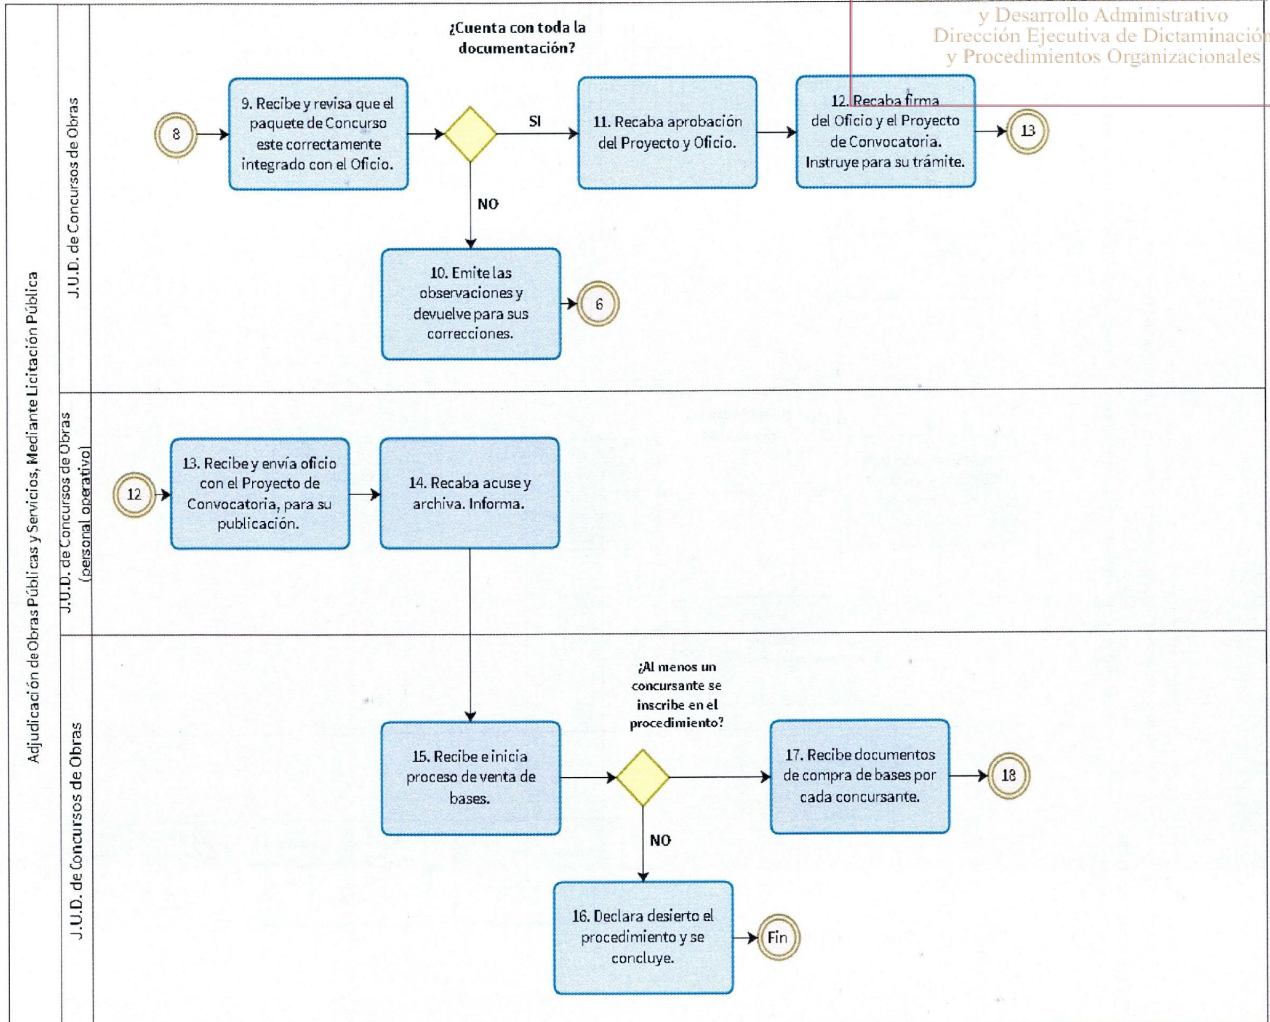 y Desarrollo Administrativo
Dirección Ejecutiva de Dictaminación
y Procedimientos Organizacionales
Adjudicación de Obras Públicas y Servicios, Mediante Licitación Pública
J.U.D. de Concursos de Obras
¿Cuenta con toda la
documentación?
8
9. Recibe y revisa que el
paquete de Concurso
este correctamente
integrado con el Oficio.
SI
11. Recaba aprobación
del Proyecto y Oficio.
12. Recaba firma
del Oficio y el Proyecto
de Convocatoria.
Instruye para su trámite.
13
NO
10. Emite las
observaciones y
devuelve para sus
correcciones.
6
J.U.D. de Concursos de Obras
(personal operativo)
12
13. Recibe y envía oficio
con el Proyecto de
Convocatoria, para su
publicación.
14. Recaba acuse y
archiva. Informa.
J.U.D. de Concursos de Obras
¿Al menos un
concursante se
inscribe en el
procedimiento?
15. Recibe e inicia
proceso de venta de
bases.
17. Recibe documentos
de compra de bases por
cada concursante.
18
NO
16. Declara desierto el
procedimiento y se
concluye.
Fin